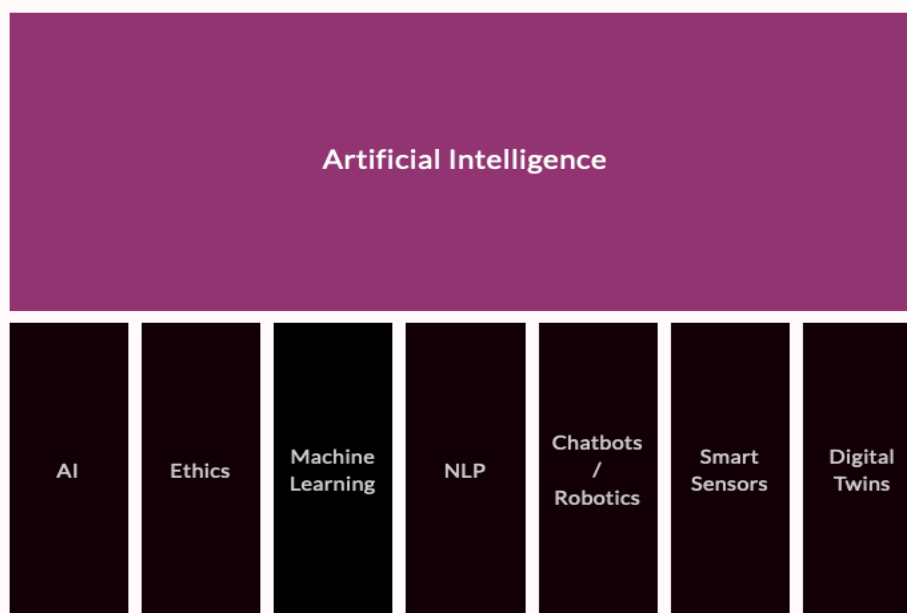 Artificial Intelligence
AI
Ethics
Machine
Learning
NLP
Chatbots
/
Robotics
Smart
Sensors
Digital
Twins